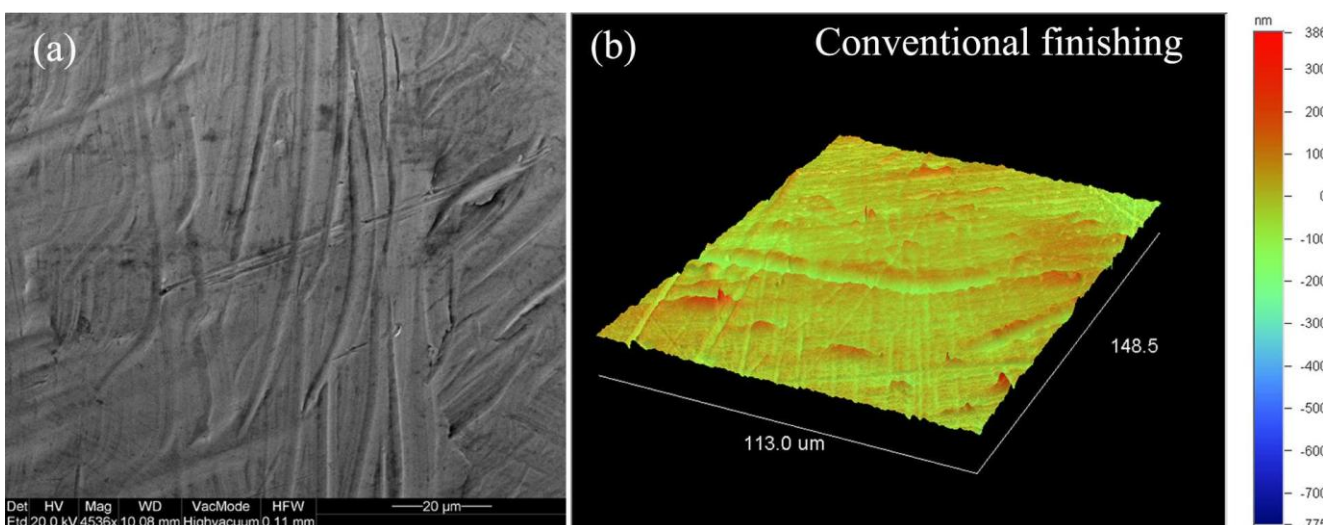 (a)
Det HV Mag WD VacMode HFW
Etd 20.0 kV 4536x 10.08 mm Highvacuum 0.11 mm
20 µm
(b)
Conventional finishing
113.0 um
148.5
nm
386
300
200
100
0
-100
-200
-300
-400
-500
-600
-700